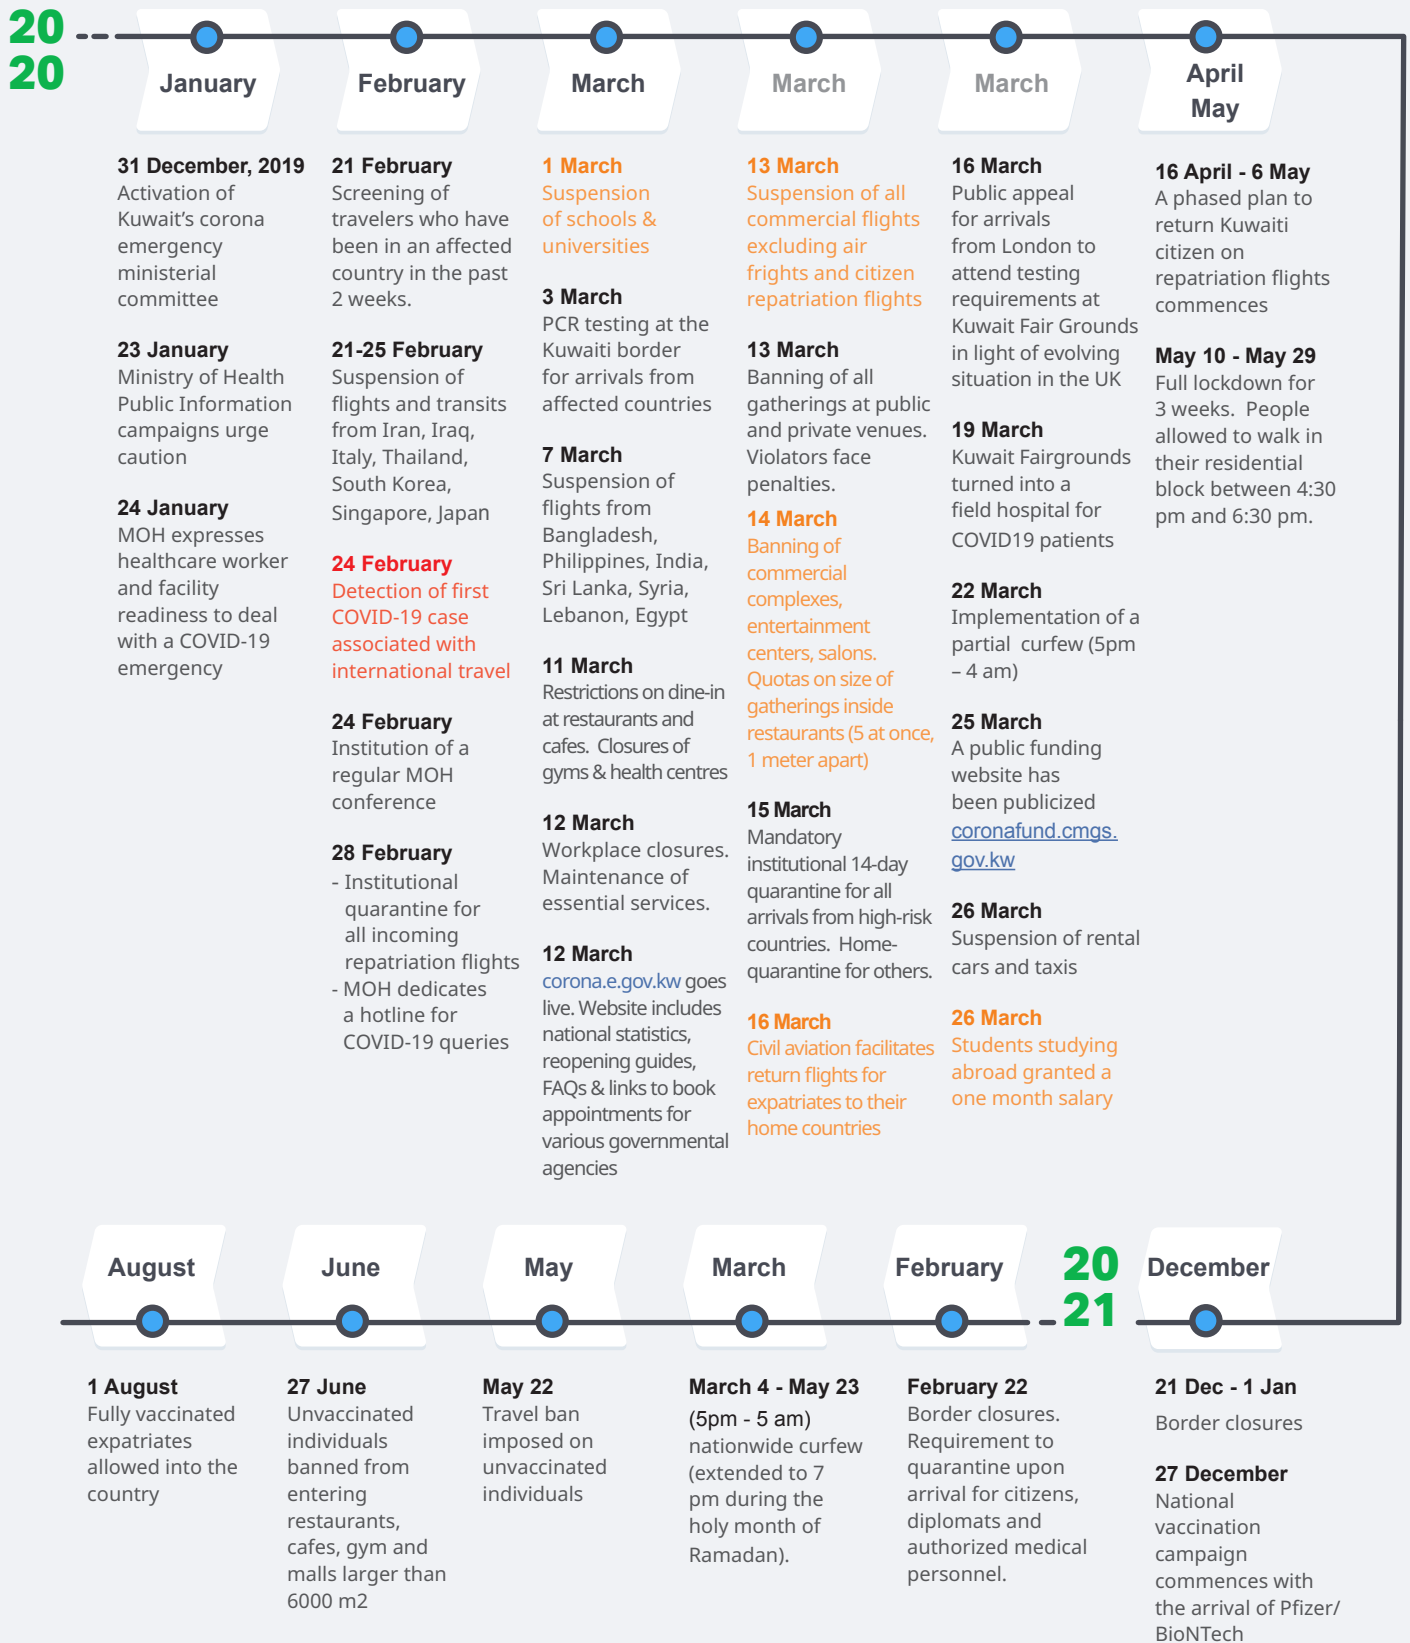 20
20
January
31 December, 2019
Activation of
Kuwait’s corona
emergency
ministerial
committee
23 January
Ministry of Health
Public Information
campaigns urge
caution
24 January
MOH expresses
healthcare worker
and facility
readiness to deal
with a COVID-19
emergency
February
21 February
Screening of
travelers who have
been in an affected
country in the past
2 weeks.
21-25 February
Suspension of
flights and transits
from Iran, Iraq,
Italy, Thailand,
South Korea,
Singapore, Japan
24 February
Detection of first
COVID-19 case
associated with
international travel
24 February
Institution of a
regular MOH
conference
28 February
- Institutional
quarantine for
all incoming
repatriation flights
- MOH dedicates
a hotline for
COVID-19 queries
March
1 March
Suspension
of schools &
universities
3 March
PCR testing at the
Kuwaiti border
for arrivals from
affected countries
7 March
Suspension of
flights from
Bangladesh,
Philippines, India,
Sri Lanka, Syria,
Lebanon, Egypt
11 March
Restrictions on dine-in
at restaurants and
cafes. Closures of
gyms & health centres
12 March
Workplace closures.
Maintenance of
essential services.
12 March
corona.e.gov.kw goes
live. Website includes
national statistics,
reopening guides,
FAQs & links to book
appointments for
various governmental
agencies
March
13 March
Suspension of all
commercial flights
excluding air
frights and citizen
repatriation flights
13 March
Banning of all
gatherings at public
and private venues.
Violators face
penalties.
14 March
Banning of
commercial
complexes,
entertainment
centers, salons.
Quotas on size of
gatherings inside
restaurants (5 at once,
1 meter apart)
15 March
Mandatory
institutional 14-day
quarantine for all
arrivals from high-risk
countries. Home-
quarantine for others.
16 March
Civil aviation facilitates
return flights for
expatriates to their
home countries
March
16 March
Public appeal
for arrivals
from London to
attend testing
requirements at
Kuwait Fair Grounds
in light of evolving
situation in the UK
19 March
Kuwait Fairgrounds
turned into a
field hospital for
COVID19 patients
22 March
Implementation of a
partial curfew (5pm
– 4 am)
25 March
A public funding
website has
been publicized
coronafund.cmgs.
gov.kw
26 March
Suspension of rental
cars and taxis
26 March
Students studying
abroad granted a
one month salary
April
May
16 April - 6 May
A phased plan to
return Kuwaiti
citizen on
repatriation flights
commences
May 10 - May 29
Full lockdown for
3 weeks. People
allowed to walk in
their residential
block between 4:30
pm and 6:30 pm.
August
1 August
Fully vaccinated
expatriates
allowed into the
country
June
27 June
Unvaccinated
individuals
banned from
entering
restaurants,
cafes, gym and
malls larger than
6000 m2
May
May 22
Travel ban
imposed on
unvaccinated
individuals
March
March 4 - May 23
(5pm - 5 am)
nationwide curfew
(extended to 7
pm during the
holy month of
Ramadan).
February
February 22
Border closures.
Requirement to
quarantine upon
arrival for citizens,
diplomats and
authorized medical
personnel.
20
21
December
21 Dec - 1 Jan
Border closures
27 December
National
vaccination
campaign
commences with
the arrival of Pfizer/
BioNTech